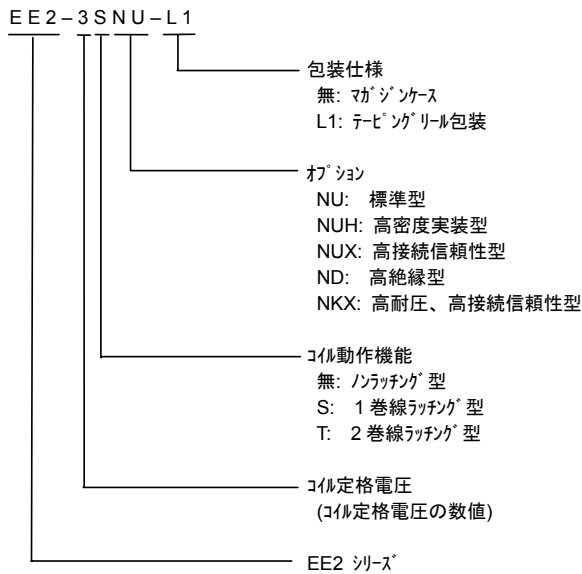 EE2–3SNU–L1
包装仕様
無: ﾏｶﾞｼﾞﾝｹｰｽ
L1: ﾃｰﾋﾟﾝｸﾞﾘｰﾙ包装
ｵﾌﾟｼｮﾝ
NU: 標準型
NUH: 高密度実装型
NUX: 高接続信頼性型
ND: 高絶縁型
NKX: 高耐圧、高接続信頼性型
ｺｲﾙ動作機能
無: ﾉﾝﾗｯﾁﾝｸﾞ型
S: 1巻線ﾗｯﾁﾝｸﾞ型
T: 2巻線ﾗｯﾁﾝｸﾞ型
ｺｲﾙ定格電圧
(ｺｲﾙ定格電圧の数値)
EE2 ｼﾘｰｽﾞ